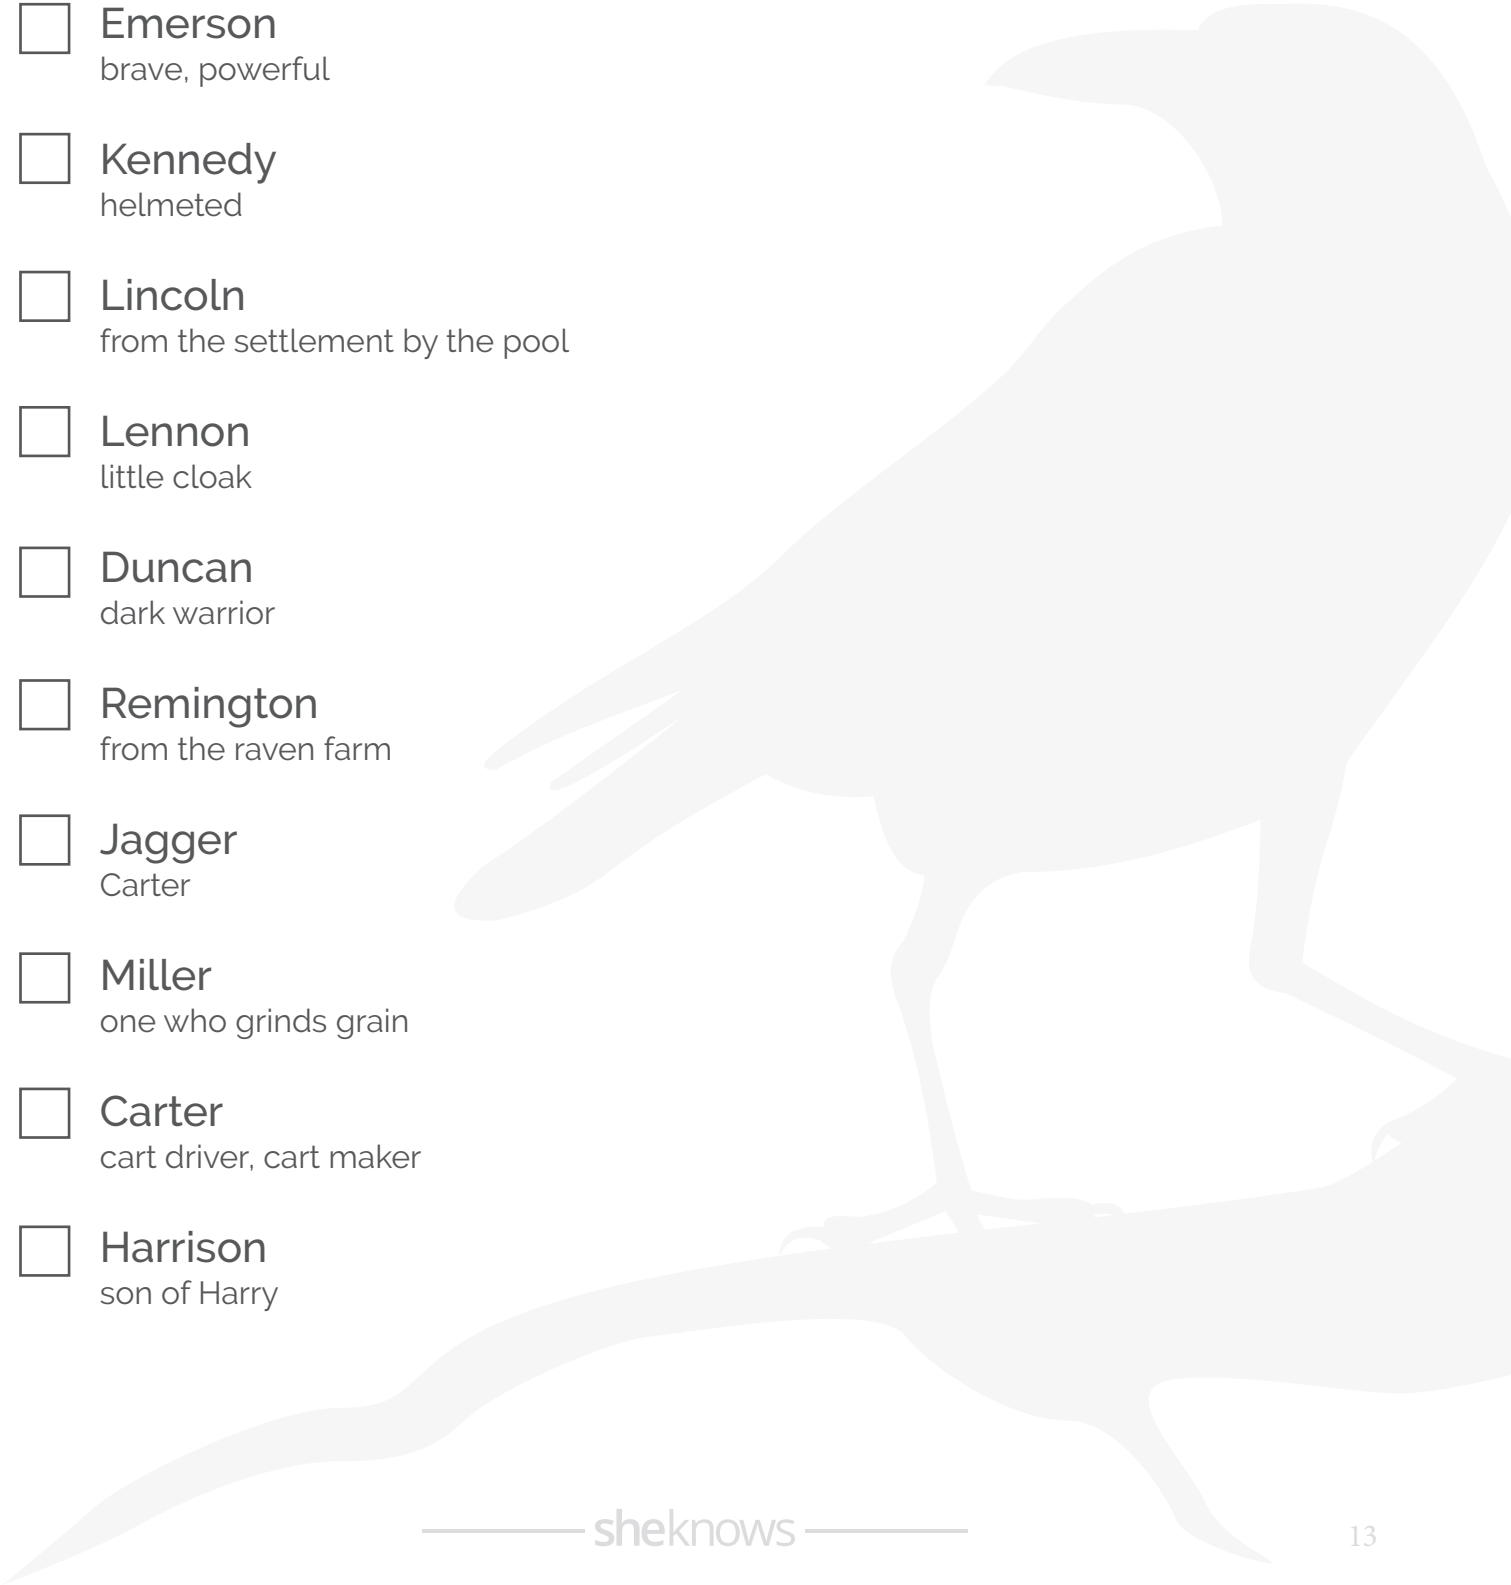 Emerson
brave, powerful
Kennedy
helmeted
Lincoln
from the settlement by the pool
Lennon
little cloak
Duncan
dark warrior
Remington
from the raven farm
Jagger
Carter
Miller
one who grinds grain
Carter
cart driver, cart maker
Harrison
son of Harry
sheknows
13